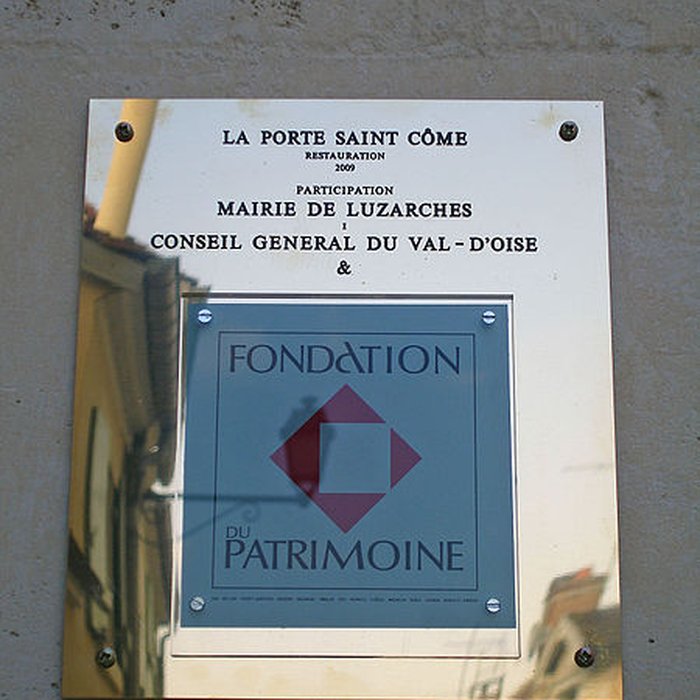 LA PORTE SAINT CÔME
RESTAURATION
2009
PARTICIPATION
MAIRIE DE LUZARCHES
I
CONSEIL GENERAL DU VAL-D'OISE
&
FONDATION
DU
PATRIMOINE